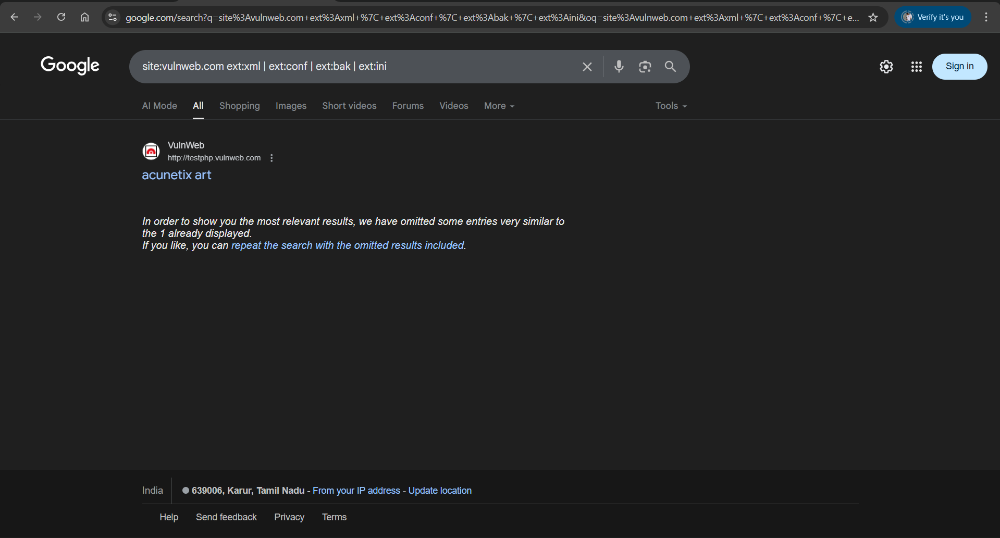 google.com/search?q=site%3Avulnweb.com+ext%3Axml+%7C+ext%3Aconf+%7C+ext%3Abak+%7C+ext%3Aini&oq=site%3Avulnweb.com+ext%3Axml+%7C+ext%3Aconf+%7C+e...
Verify it's you
Google
site:vulnweb.com ext:xml | ext:conf | ext:bak | ext:ini
Sign in
AI Mode All Shopping Images Short videos Forums Videos More Tools
VulnWeb
http://testphp.vulnweb.com
acunetix art
In order to show you the most relevant results, we have omitted some entries very similar to
the 1 already displayed.
If you like, you can repeat the search with the omitted results included.
India 639006, Karur, Tamil Nadu - From your IP address - Update location
Help Send feedback Privacy Terms